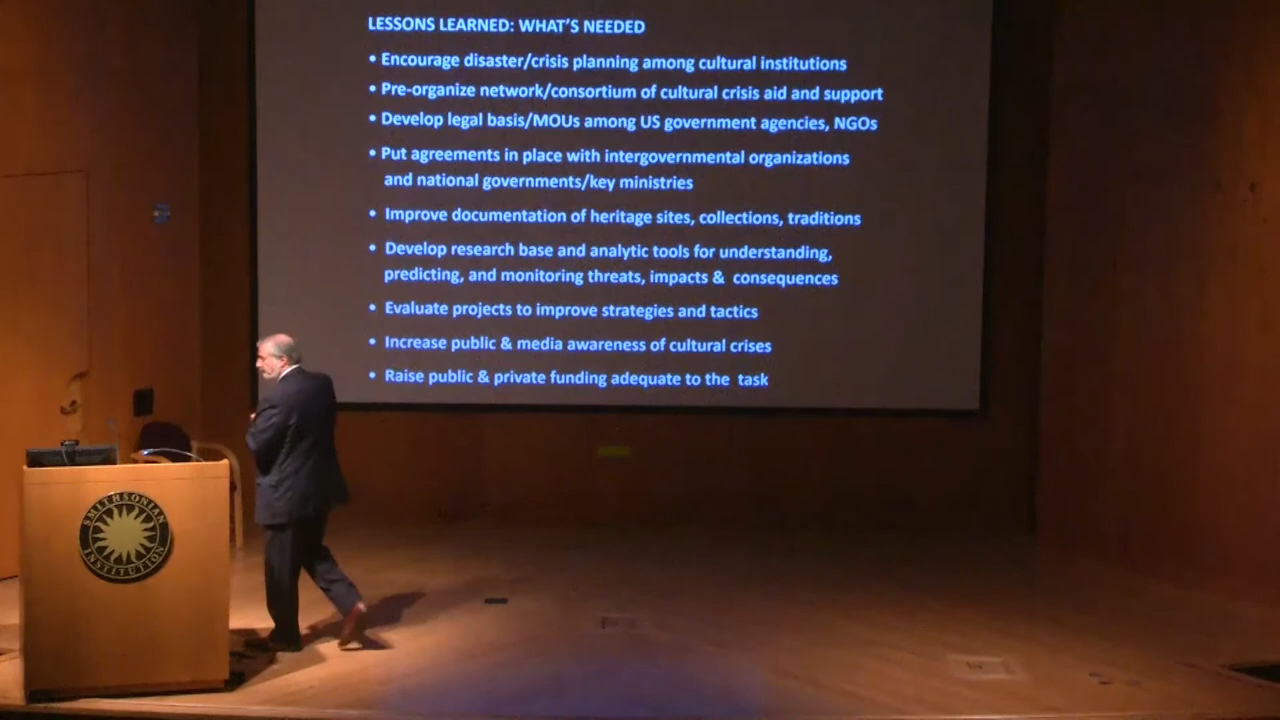 LESSONS LEARNED: WHAT'S NEEDED
• Encourage disaster/crisis planning among cultural institutions
• Pre-organize network/consortium of cultural crisis aid and support
• Develop legal basis/MOUs among US government agencies, NGOs
• Put agreements in place with intergovernmental organizations
and national governments/key ministries
• Improve documentation of heritage sites, collections, traditions
• Develop research base and analytic tools for understanding,
predicting, and monitoring threats, impacts & consequences
• Evaluate projects to improve strategies and tactics
• Increase public & media awareness of cultural crises
• Raise public & private funding adequate to the task
SMITHSONIAN
INSTITUTION